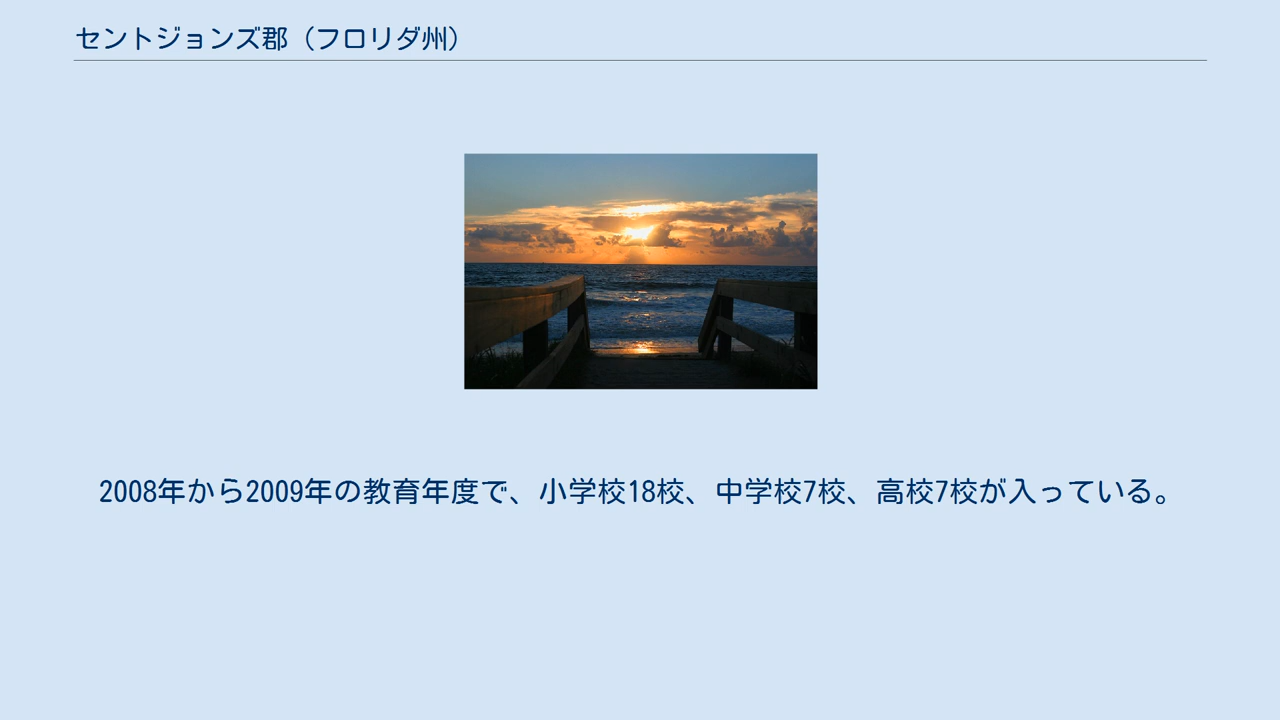 セントジョンズ郡（フロリダ州）
2008年から2009年の教育年度で、小学校18校、中学校7校、高校7校が入っている。